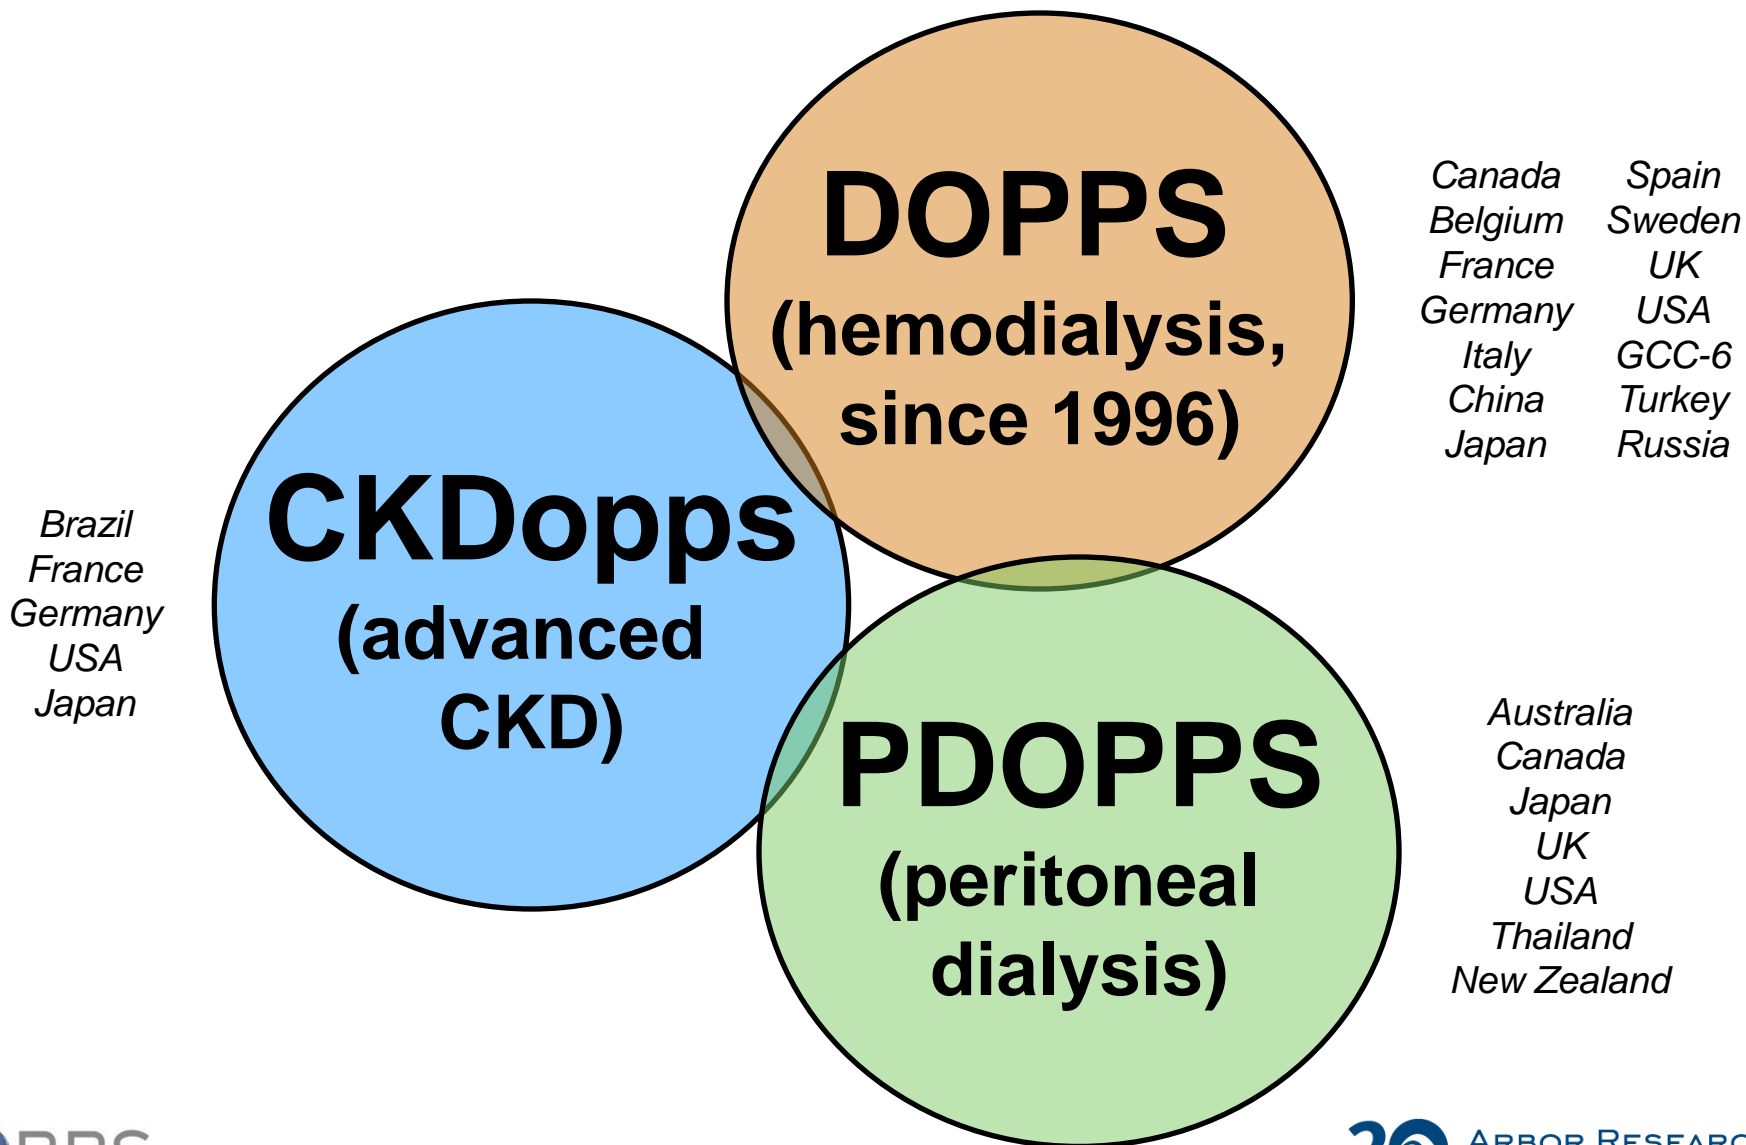 DOPPS
(hemodialysis,
since 1996)
Canada Spain
Belgium Sweden
France UK
Germany USA
Italy GCC-6
China Turkey
Japan Russia
CKDopps
(advanced
CKD)
Brazil
France
Germany
USA
Japan
PDOPPS
(peritoneal
dialysis)
Australia
Canada
Japan
UK
USA
Thailand
New Zealand